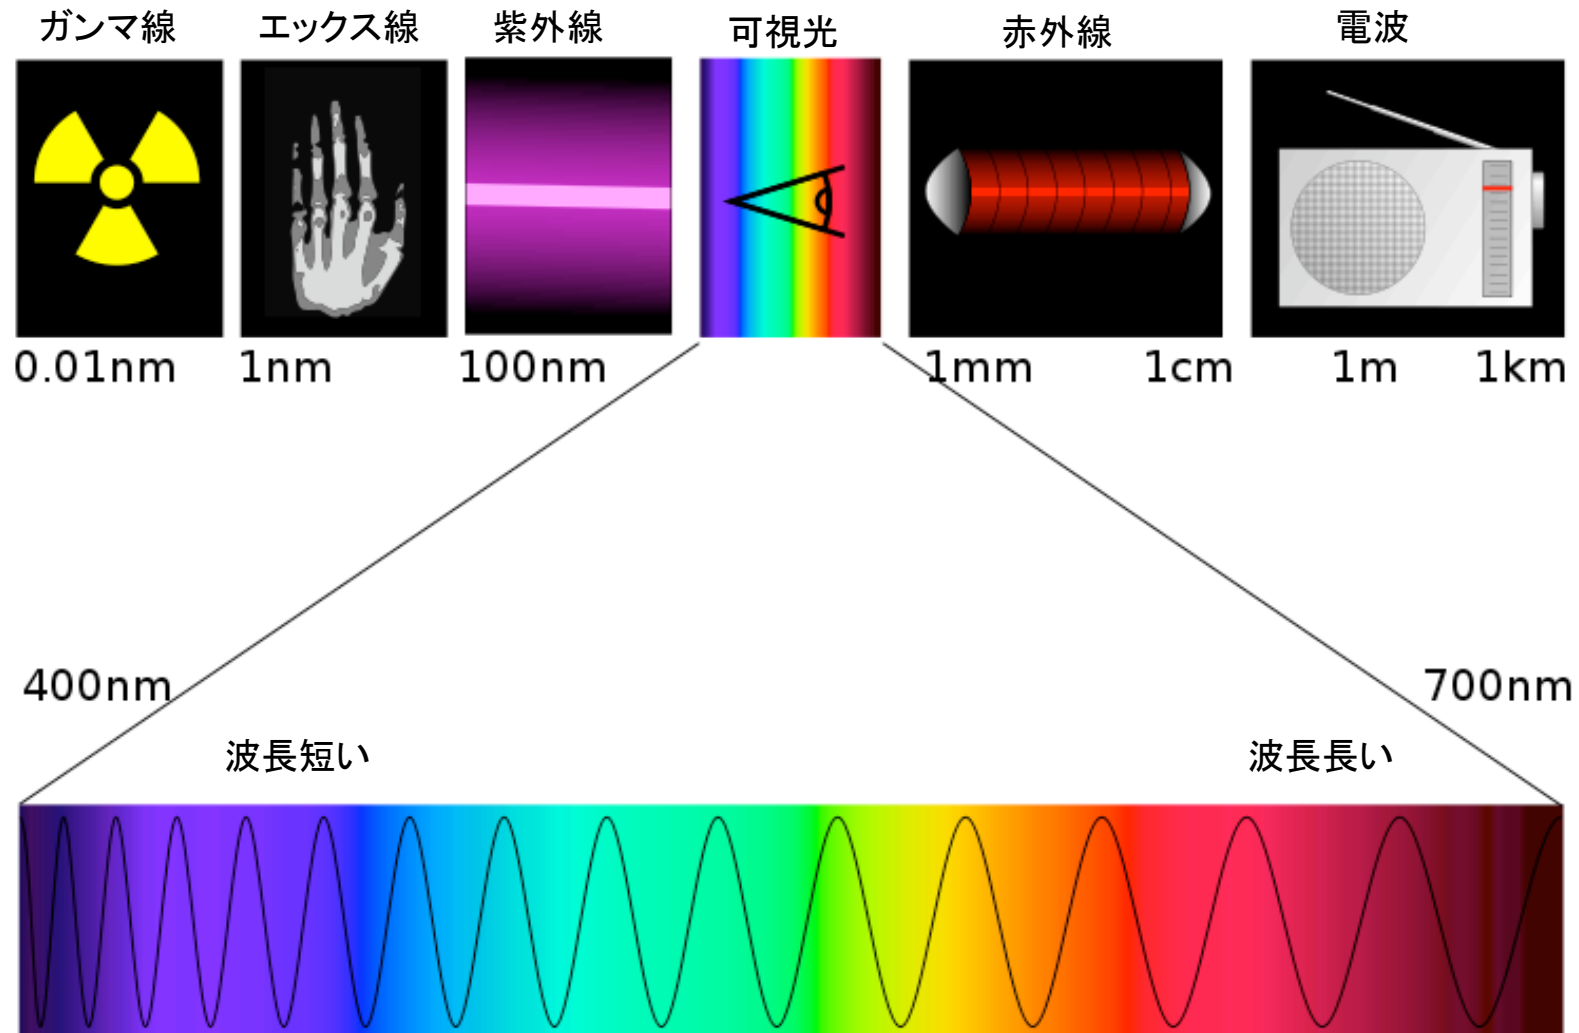 ガンマ線
エックス線
紫外線
可視光
赤外線
電波
0.01nm
1nm
100nm
1mm
1cm
1m
1km
400nm
700nm
波長短い
波長長い